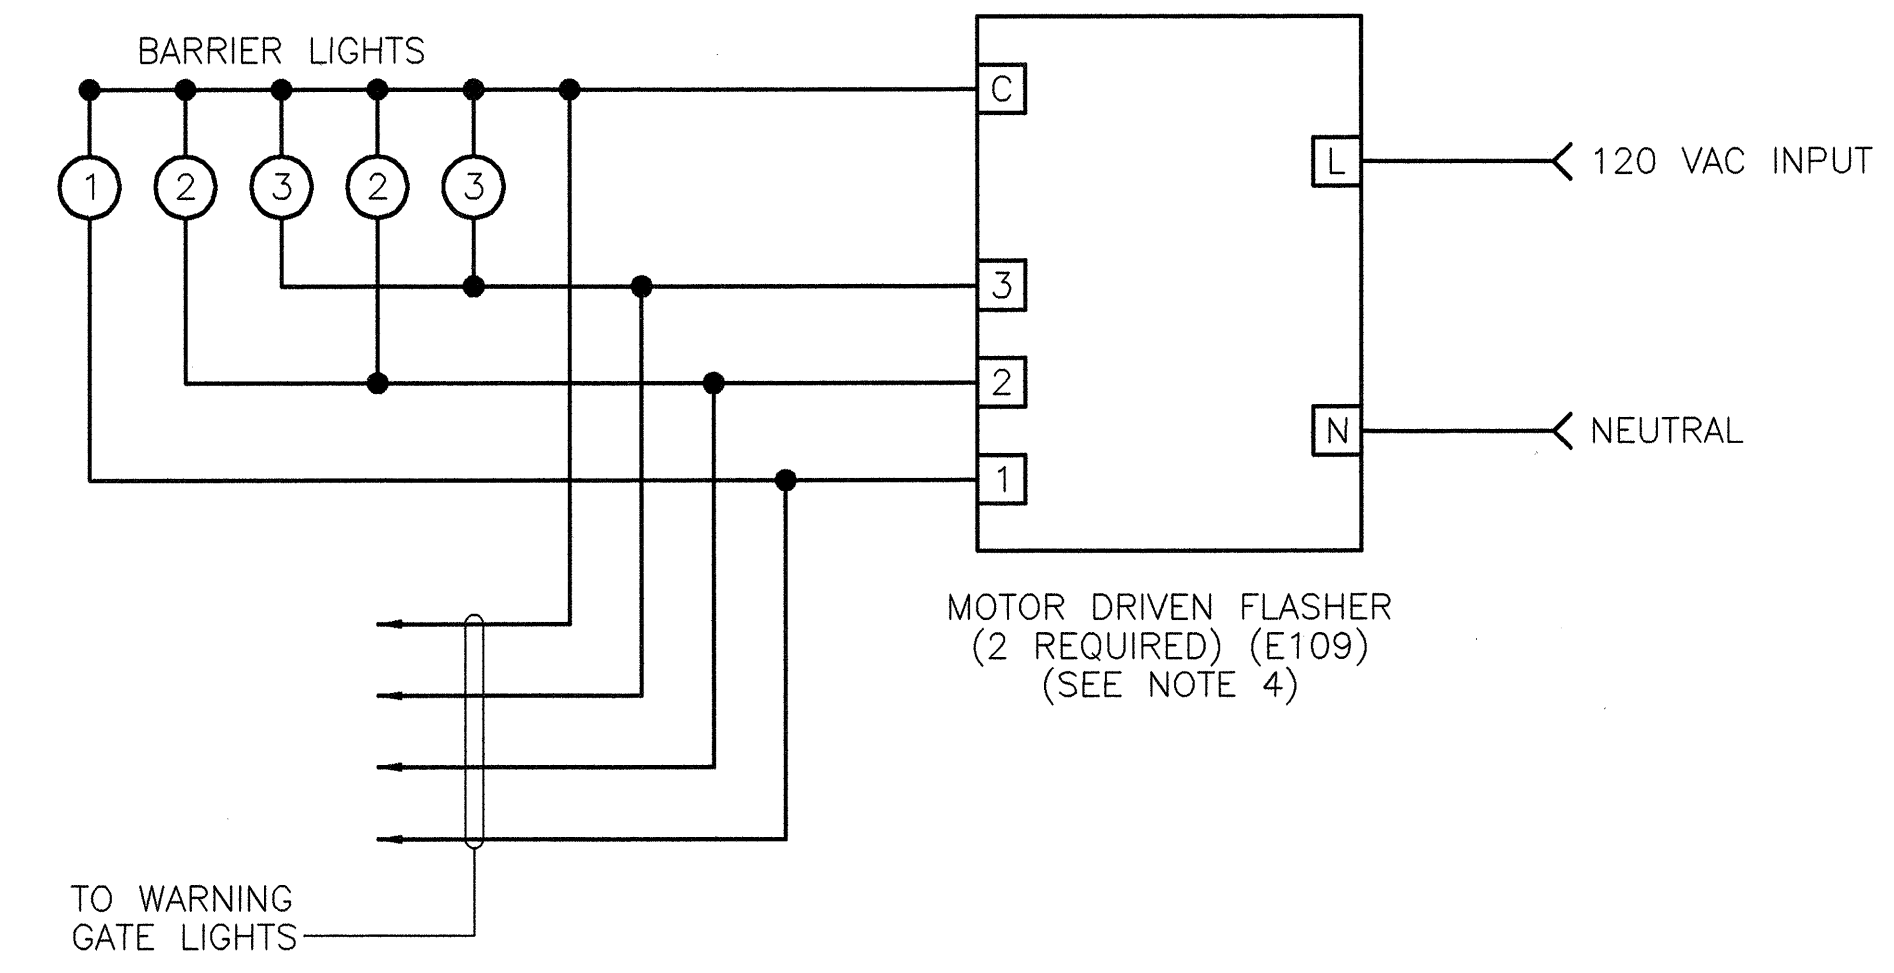 BARRIER LIGHTS
C
1 2 3 2 3
L
120 VAC INPUT
3
2
N
NEUTRAL
1
MOTOR DRIVEN FLASHER
(2 REQUIRED) (E109)
(SEE NOTE 4)
TO WARNING
GATE LIGHTS